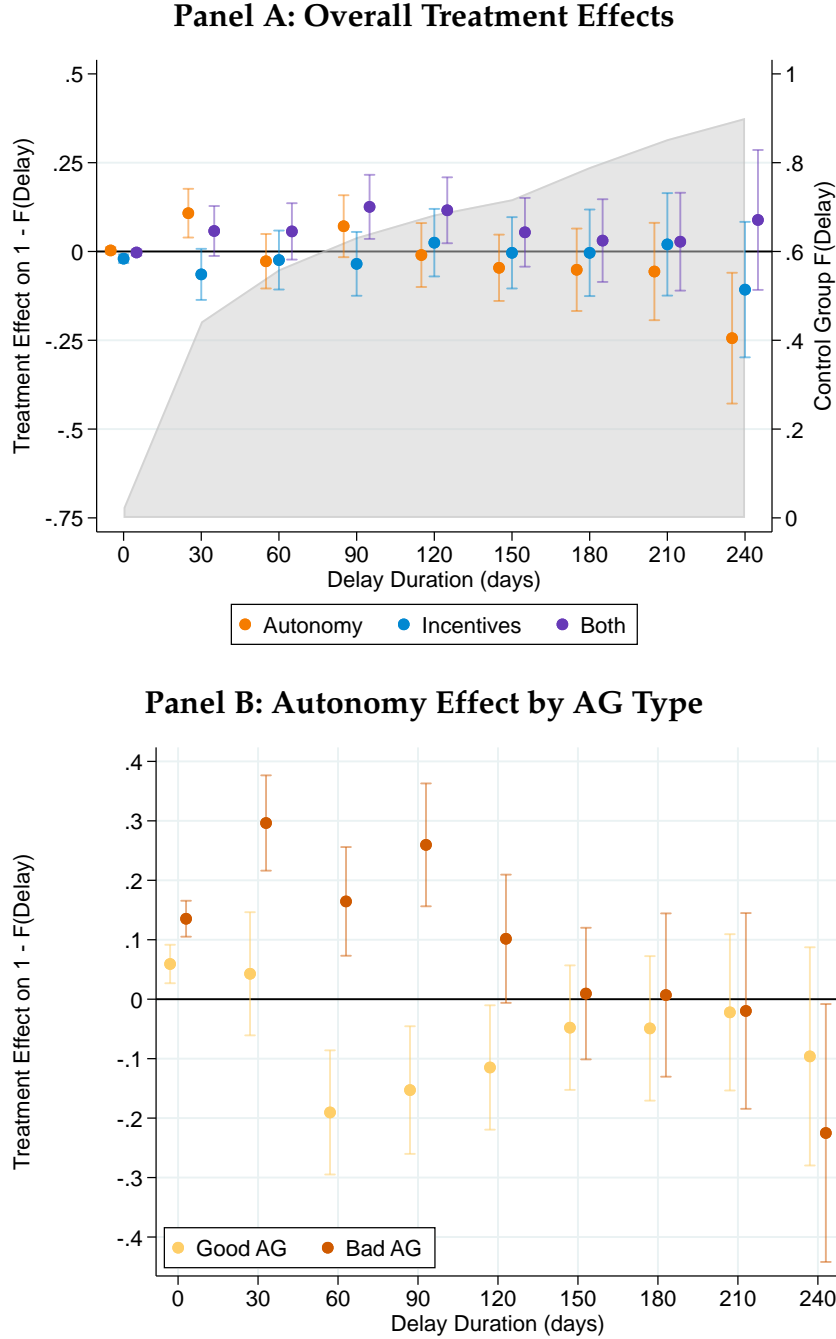 Panel A: Overall Treatment Effects
Treatment Effect on 1 - F(Delay)
.5
.25
0
-.25
-.5
-.75
1
.8
.6
.4
.2
0
Control Group F(Delay)
0 30 60 90 120 150 180 210 240
Delay Duration (days)
Autonomy Incentives Both
Panel B: Autonomy Effect by AG Type
Treatment Effect on 1 - F(Delay)
.4
.3
.2
.1
0
-.1
-.2
-.3
-.4
Good AG Bad AG
0 30 60 90 120 150 180 210 240
Delay Duration (days)